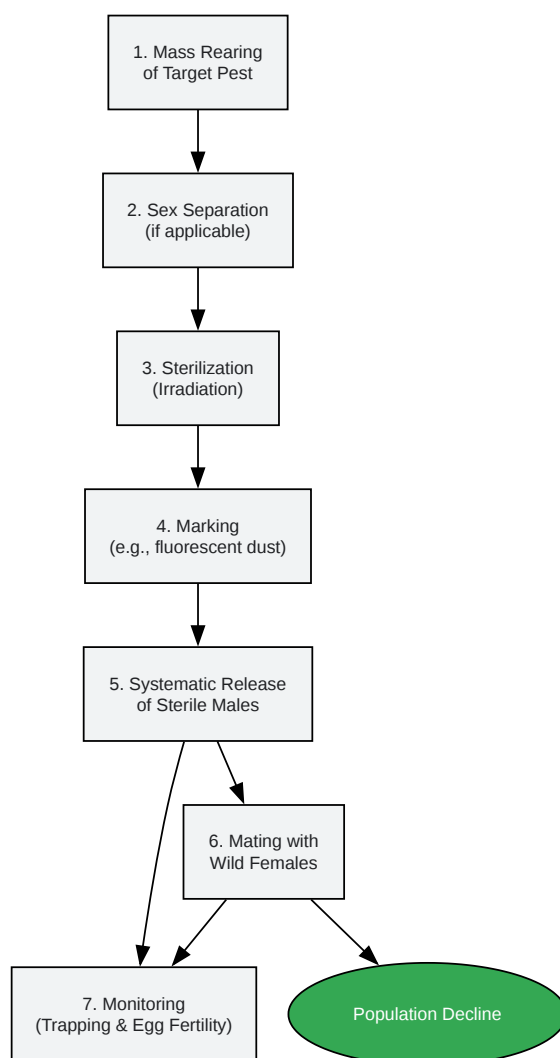 1. Mass Rearing
of Target Pest
2. Sex Separation
(if applicable)
3. Sterilization
(Irradiation)
4. Marking
(e.g., fluorescent dust)
5. Systematic Release
of Sterile Males
6. Mating with
Wild Females
7. Monitoring
(Trapping & Egg Fertility)
Population Decline